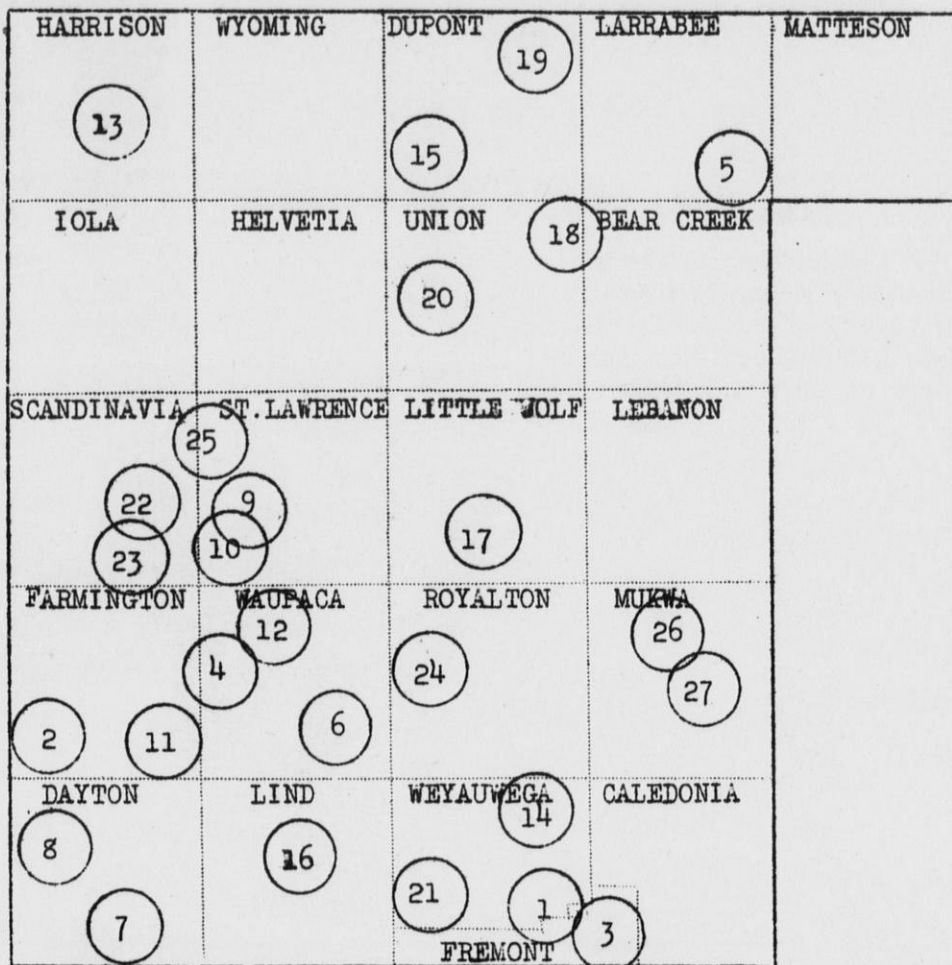 HARRISON WYOMING DUPONT LARRABEE MATTESON
19
13
15 5
IOLA HELVETIA UNION 18 BEAR CREEK
20
SCANDINAVIA ST.LAWRENCE LITTLE WOLF LEBANON
25
22 9
17
23 10
FARMINGTON WAUPACA ROYALTON MUKWA
12 26
4 24
27
2 11 6
DAYTON LIND WEYAUWEGA CALEDONIA
14
8 16
21 1
7 3
FREMONT